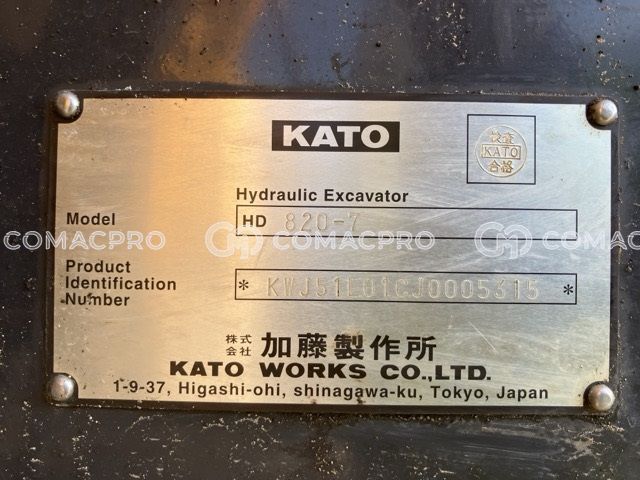 KATO
検査
KATO
合格
Hydraulic Excavator
Model HD 820-7
Product
Identification
Number * KWJ51L01CJ0005315 *
株式
会社 加藤製作所
KATO WORKS CO.,LTD.
1-9-37, Higashi-ohi, shinagawa-ku, Tokyo, Japan
COMACPRO COMACPRO COMACPRO